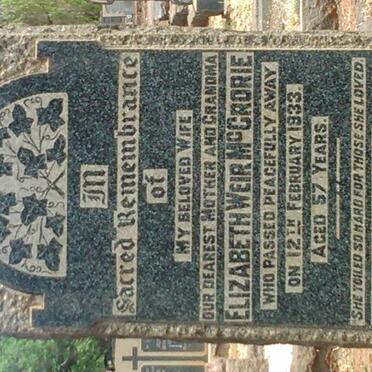 In
Sacred Remembrance
of
MY BELOVED WIFE
OUR DEAREST MOTHER AND GRANDMA
ELIZABETH WEIR MCCRORIE
WHO PASSED PEACEFULLY AWAY
ON 12TH FEBRUARY 1933
AGED 57 YEARS
SHE TOILED SO HARD FOR THOSE SHE LOVED